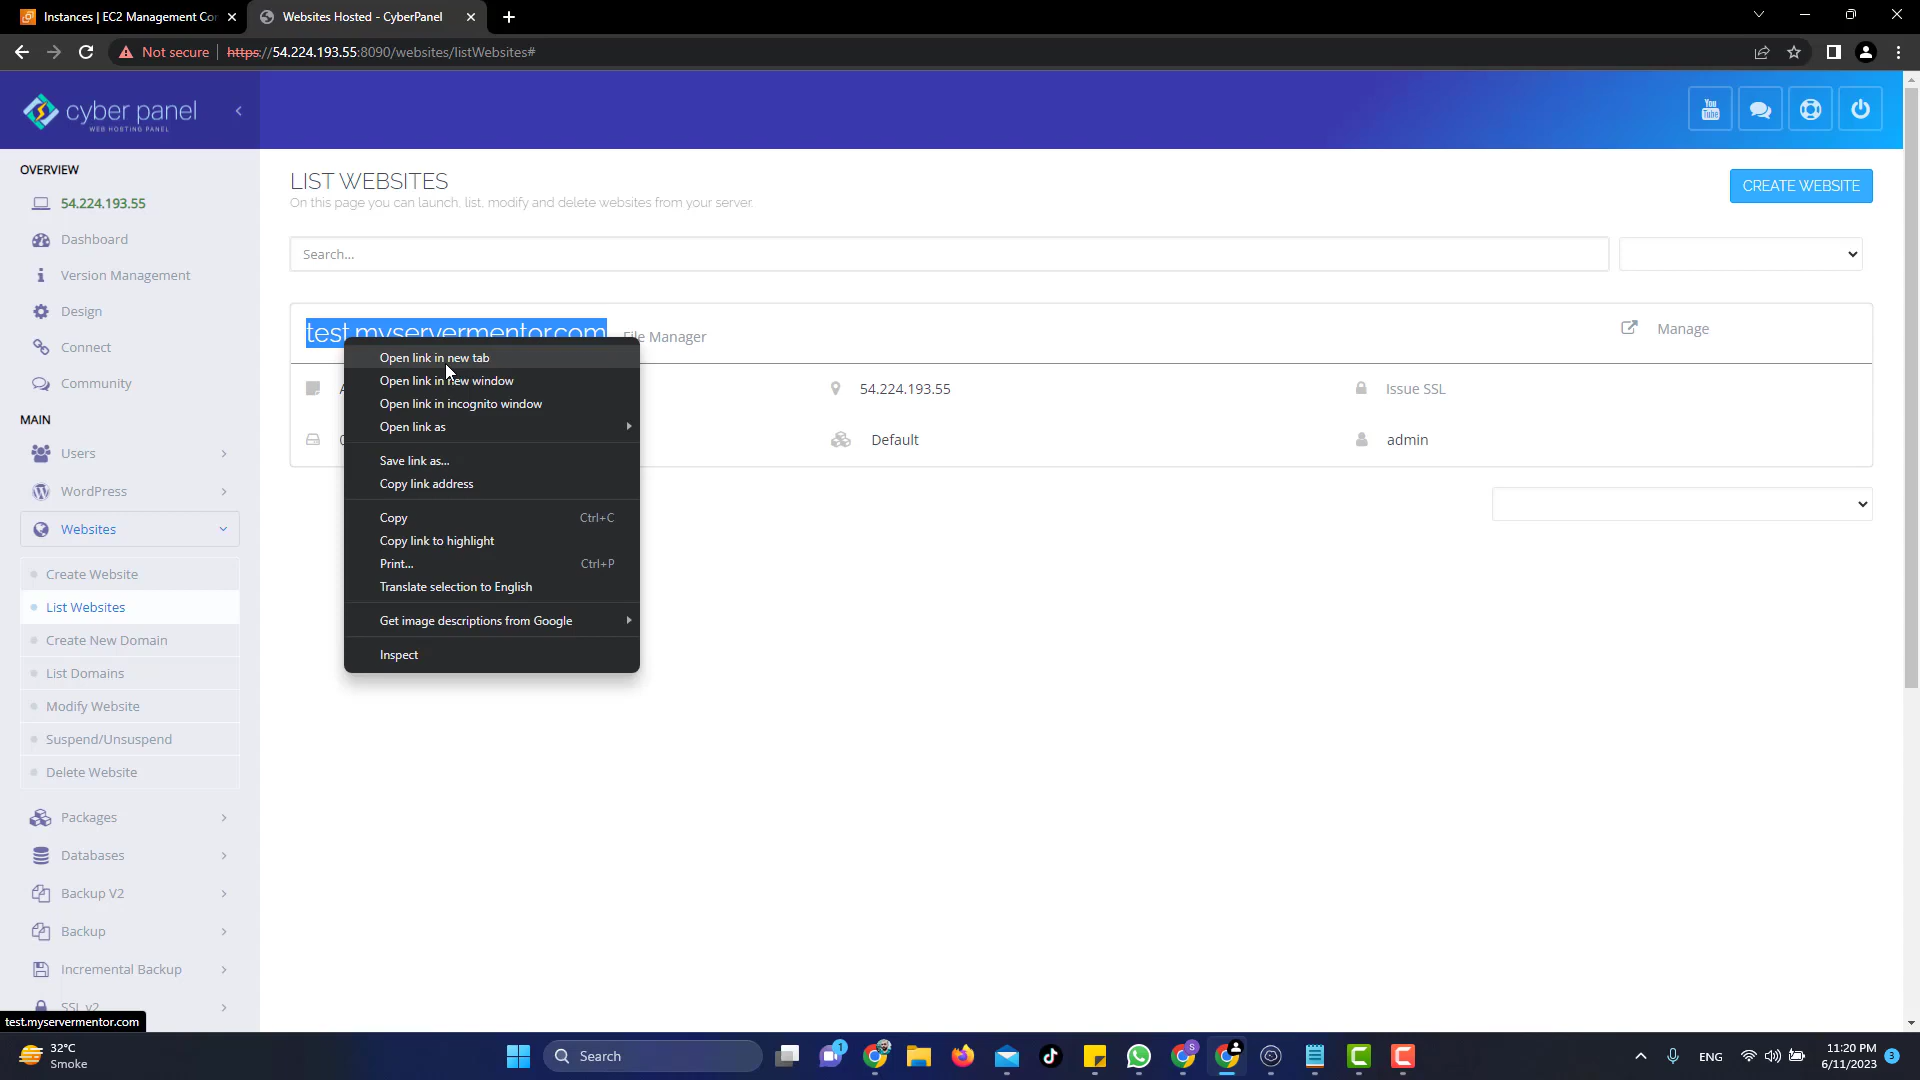 Instances | EC2 Management Cor
Websites Hosted - CyberPanel
Not secure
https://54.224.193.55:8090/websites/listWebsites#
cyber panel
WEB HOSTING PANEL
You
Tube
OVERVIEW
54.224.193.55
Dashboard
Version Management
Design
Connect
Community
MAIN
Users
WordPress
Websites
Create Website
List Websites
Create New Domain
List Domains
Modify Website
Suspend/Unsuspend
Delete Website
Packages
Databases
Backup V2
Backup
Incremental Backup
SSL v2
test.myservermentor.com
LIST WEBSITES
On this page you can launch, list, modify and delete websites from your server.
CREATE WEBSITE
Search...
test.myservermentor.com
File Manager
Manage
54.224.193.55
Issue SSL
Default
admin
Open link in new tab
Open link in new window
Open link in incognito window
Open link as
Save link as...
Copy link address
Copy Ctrl+C
Copy link to highlight
Print... Ctrl+P
Translate selection to English
Get image descriptions from Google
Inspect
32°C
Smoke
Search
1
S
ENG
11:20 PM
6/11/2023
3